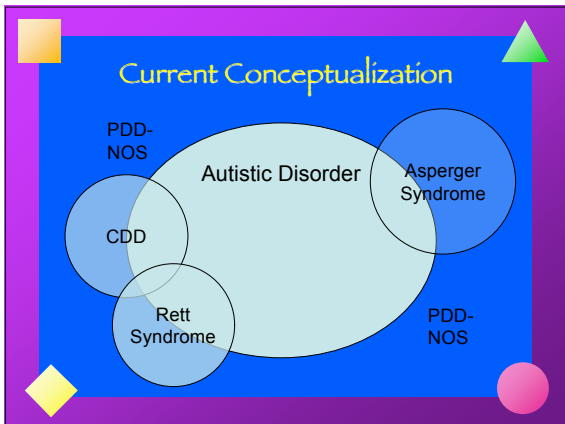 Current Conceptualization
PDD-
NOS
Autistic Disorder
Asperger
Syndrome
CDD
Rett
Syndrome
PDD-
NOS